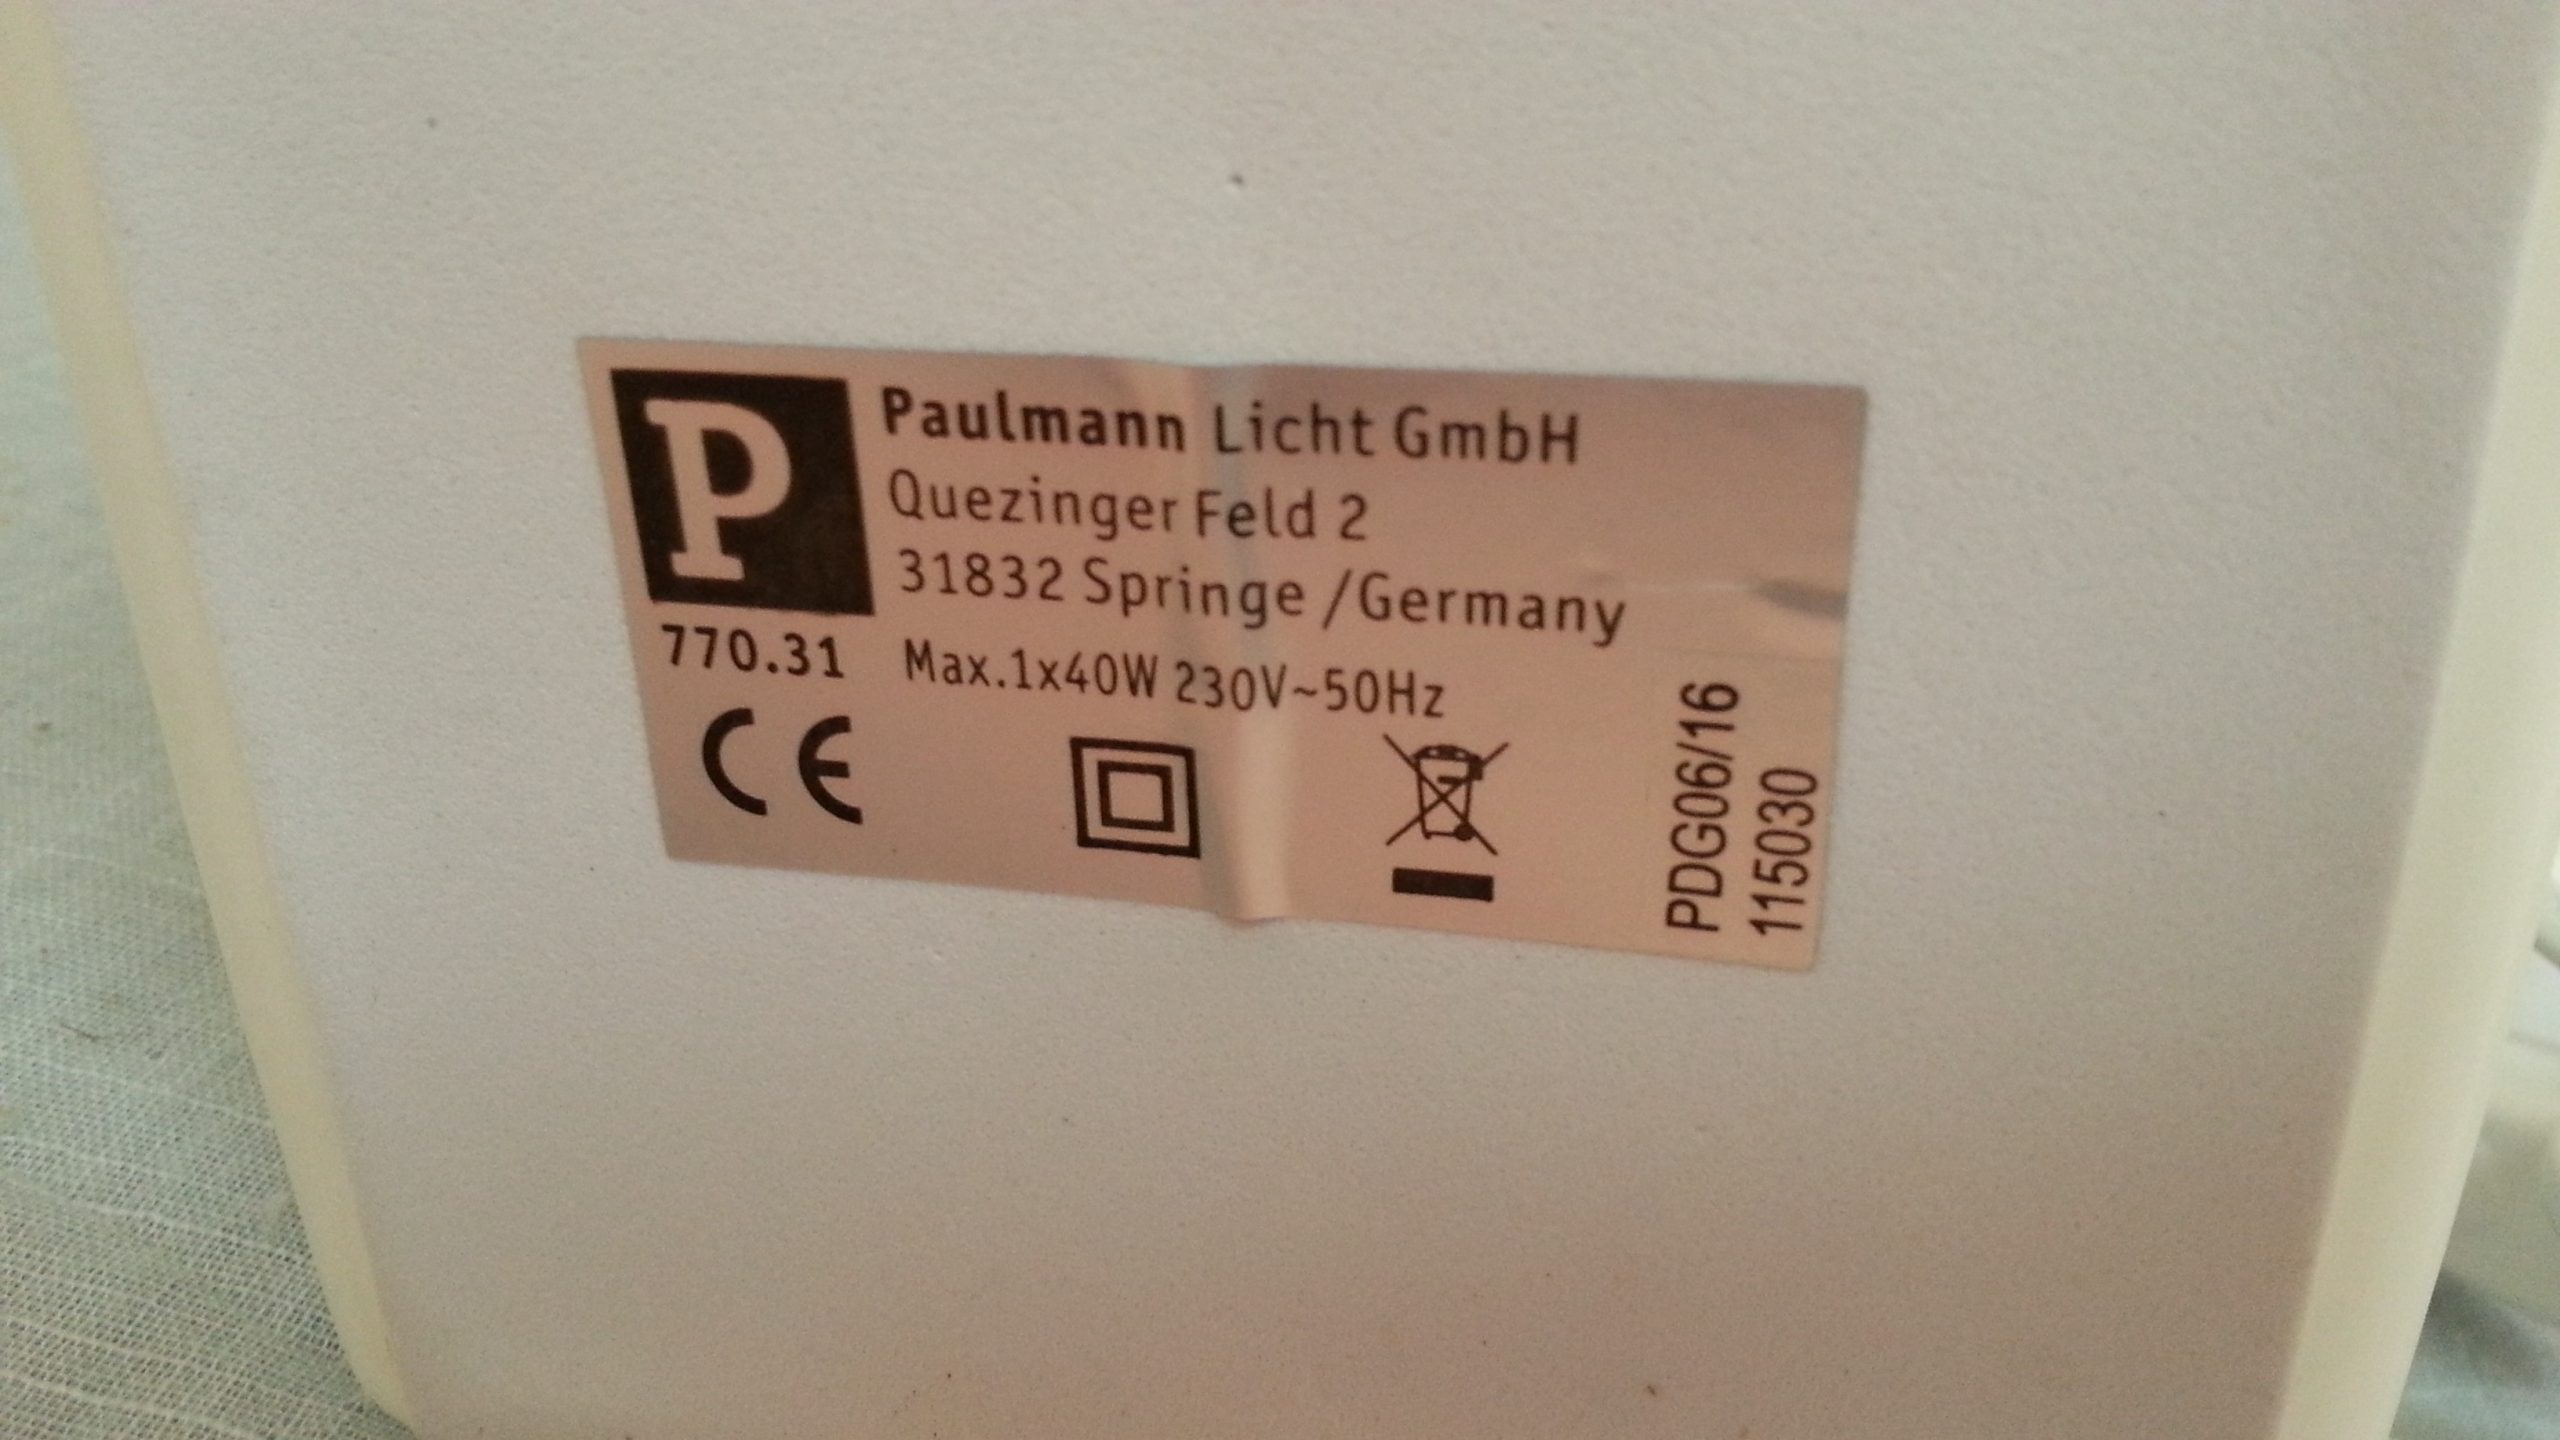 P
Paulmann Licht GmbH
Quezinger Feld 2
31832 Springe /Germany
770.31 Max.1x40W 230V~50Hz
CE
PDG06/16
115030